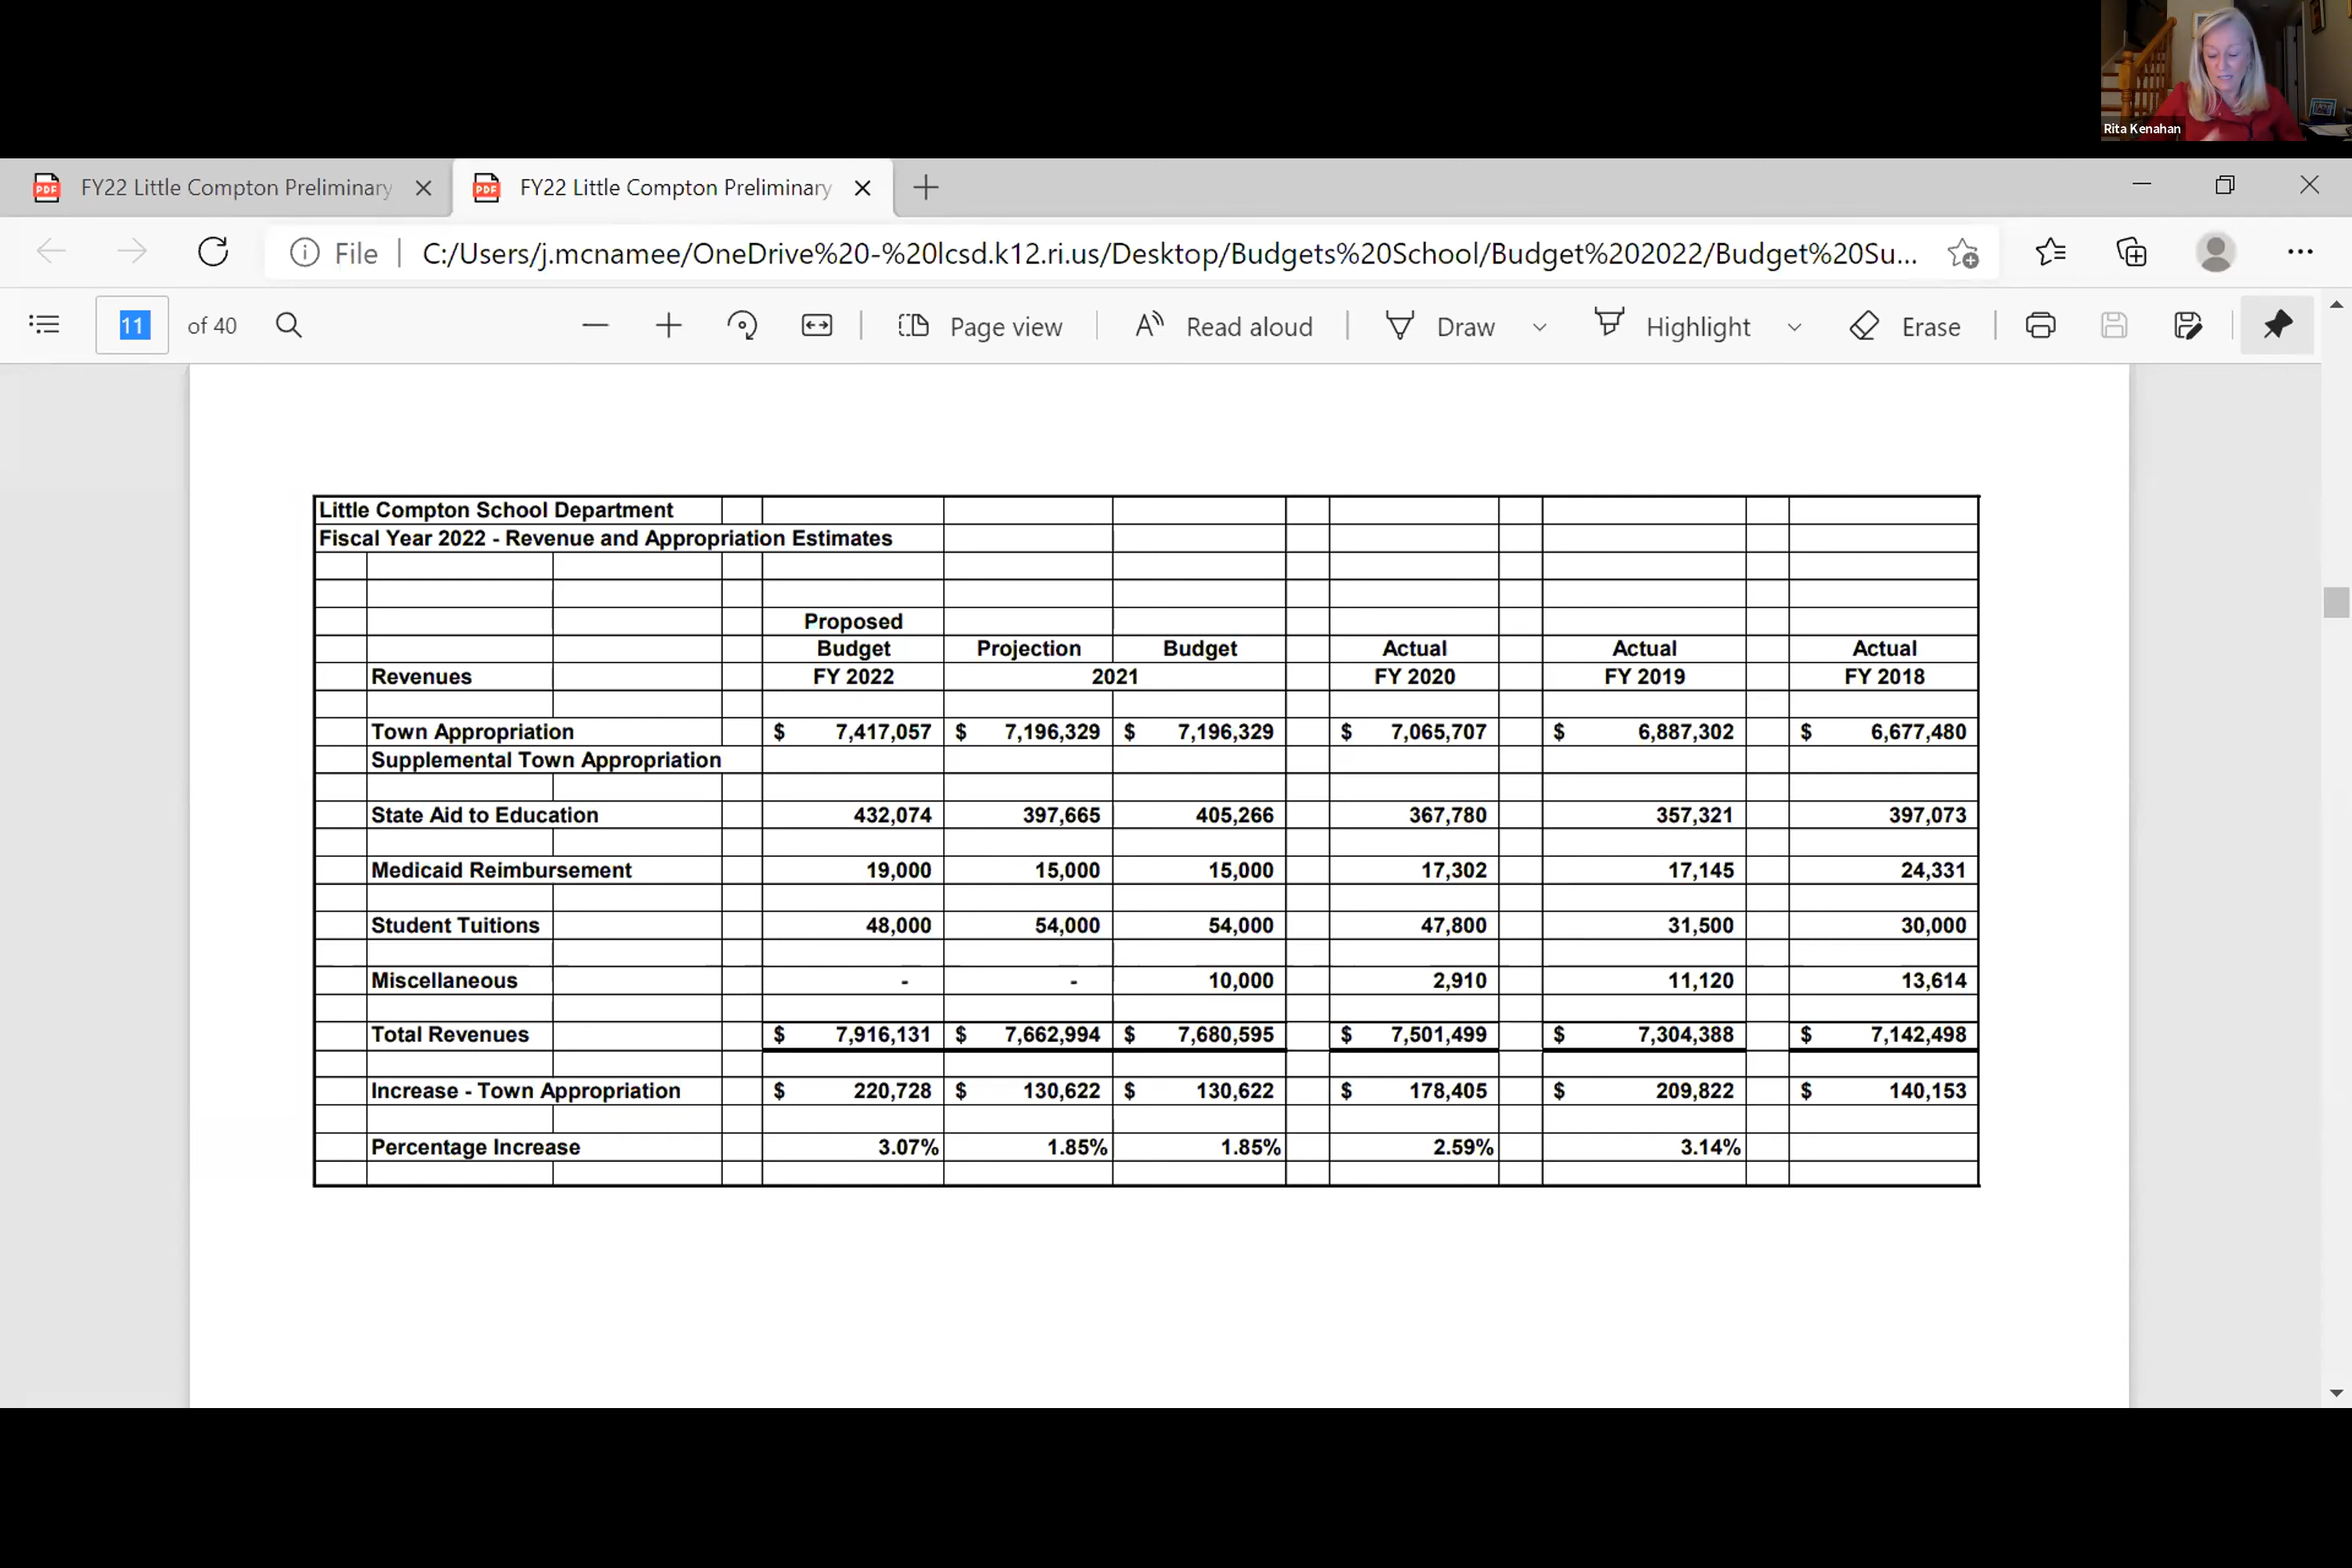 Rita Kenahan
FY22 Little Compton Preliminary
FY22 Little Compton Preliminary
File C:/Users/j.mcnamee/OneDrive%20-%20lcsd.k12.ri.us/Desktop/Budgets%20School/Budget%202022/Budget%20Su...
11 of 40 Page view Read aloud Draw Highlight Erase
Little Compton School Department
Fiscal Year 2022 - Revenue and Appropriation Estimates
Proposed
Budget Projection Budget Actual Actual Actual
Revenues FY 2022 2021 FY 2020 FY 2019 FY 2018
Town Appropriation $ 7,417,057 $ 7,196,329 $ 7,196,329 $ 7,065,707 $ 6,887,302 $ 6,677,480
Supplemental Town Appropriation
State Aid to Education 432,074 397,665 405,266 367,780 357,321 397,073
Medicaid Reimbursement 19,000 15,000 15,000 17,302 17,145 24,331
Student Tuitions 48,000 54,000 54,000 47,800 31,500 30,000
Miscellaneous - - 10,000 2,910 11,120 13,614
Total Revenues $ 7,916,131 $ 7,662,994 $ 7,680,595 $ 7,501,499 $ 7,304,388 $ 7,142,498
Increase - Town Appropriation $ 220,728 $ 130,622 $ 130,622 $ 178,405 $ 209,822 $ 140,153
Percentage Increase 3.07% 1.85% 1.85% 2.59% 3.14%